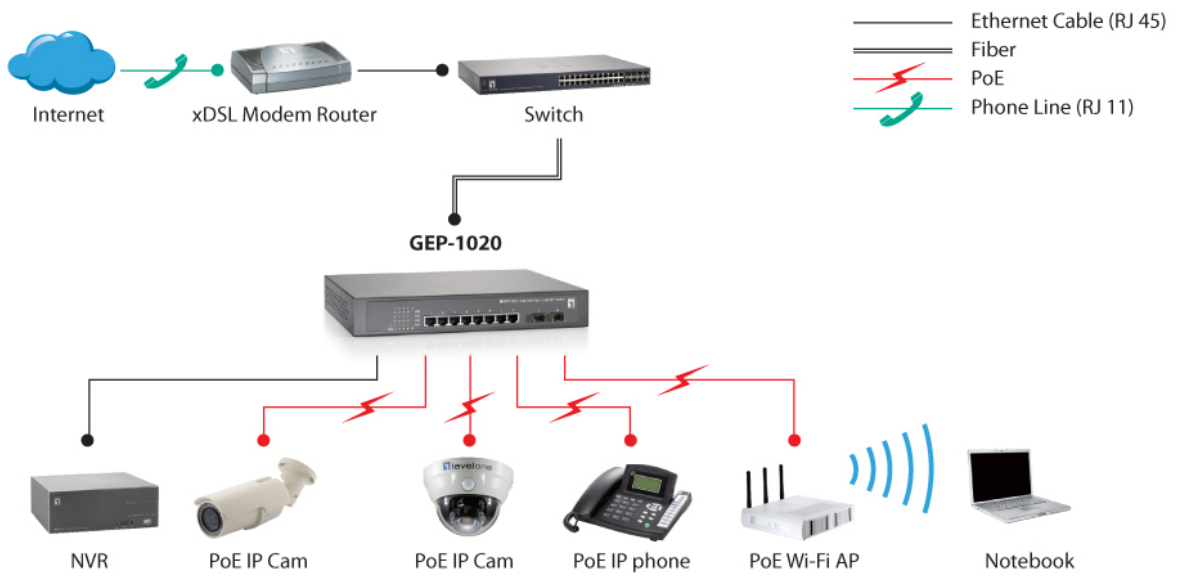 Ethernet Cable (RJ 45)
Fiber
PoE
Phone Line (RJ 11)
Internet
xDSL Modem Router
Switch
GEP-1020
levelone
NVR
PoE IP Cam
PoE IP Cam
PoE IP phone
PoE Wi-Fi AP
Notebook